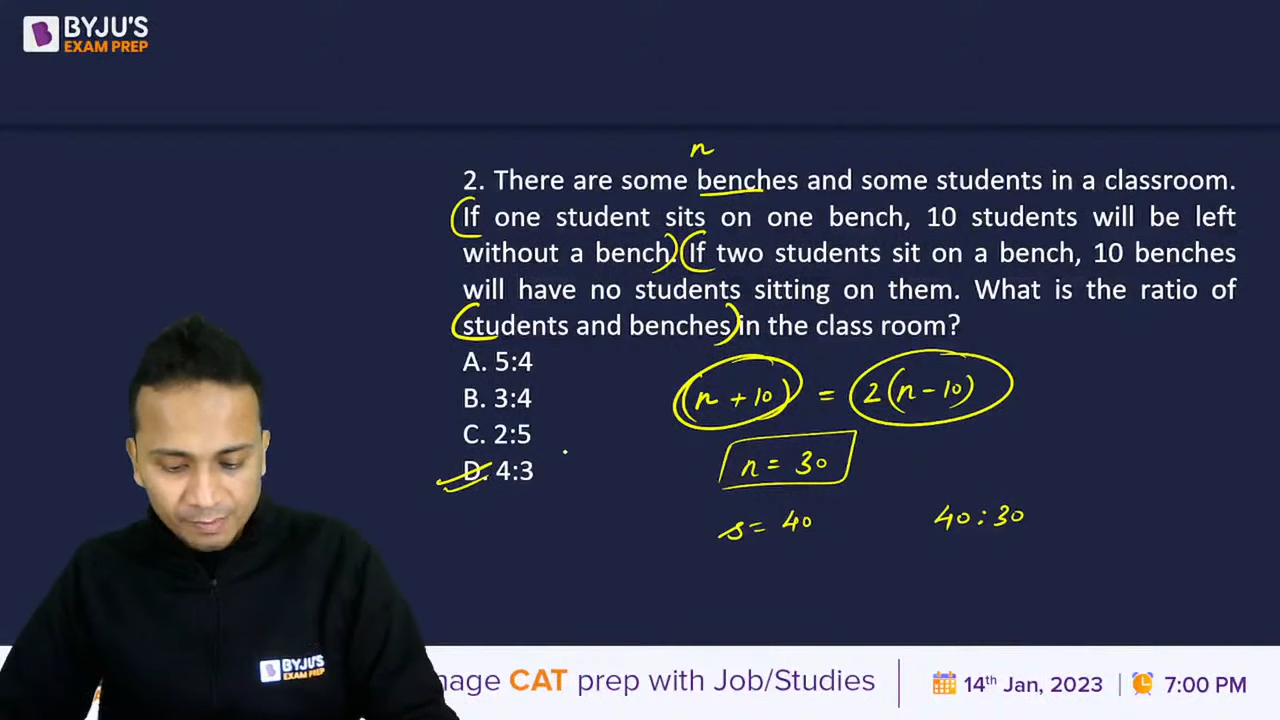 BYJU'S
EXAM PREP
n
2. There are some benches and some students in a classroom.
If one student sits on one bench, 10 students will be left
without a bench. If two students sit on a bench, 10 benches
will have no students sitting on them. What is the ratio of
students and benches in the class room?
A. 5:4
B. 3:4
C. 2:5
D. 4:3
(n + 10) = 2(n - 10)
n = 30
s = 40
40 : 30
BYJU'S
EXAM PREP
nage CAT prep with Job/Studies
14th Jan, 2023 | 7:00 PM